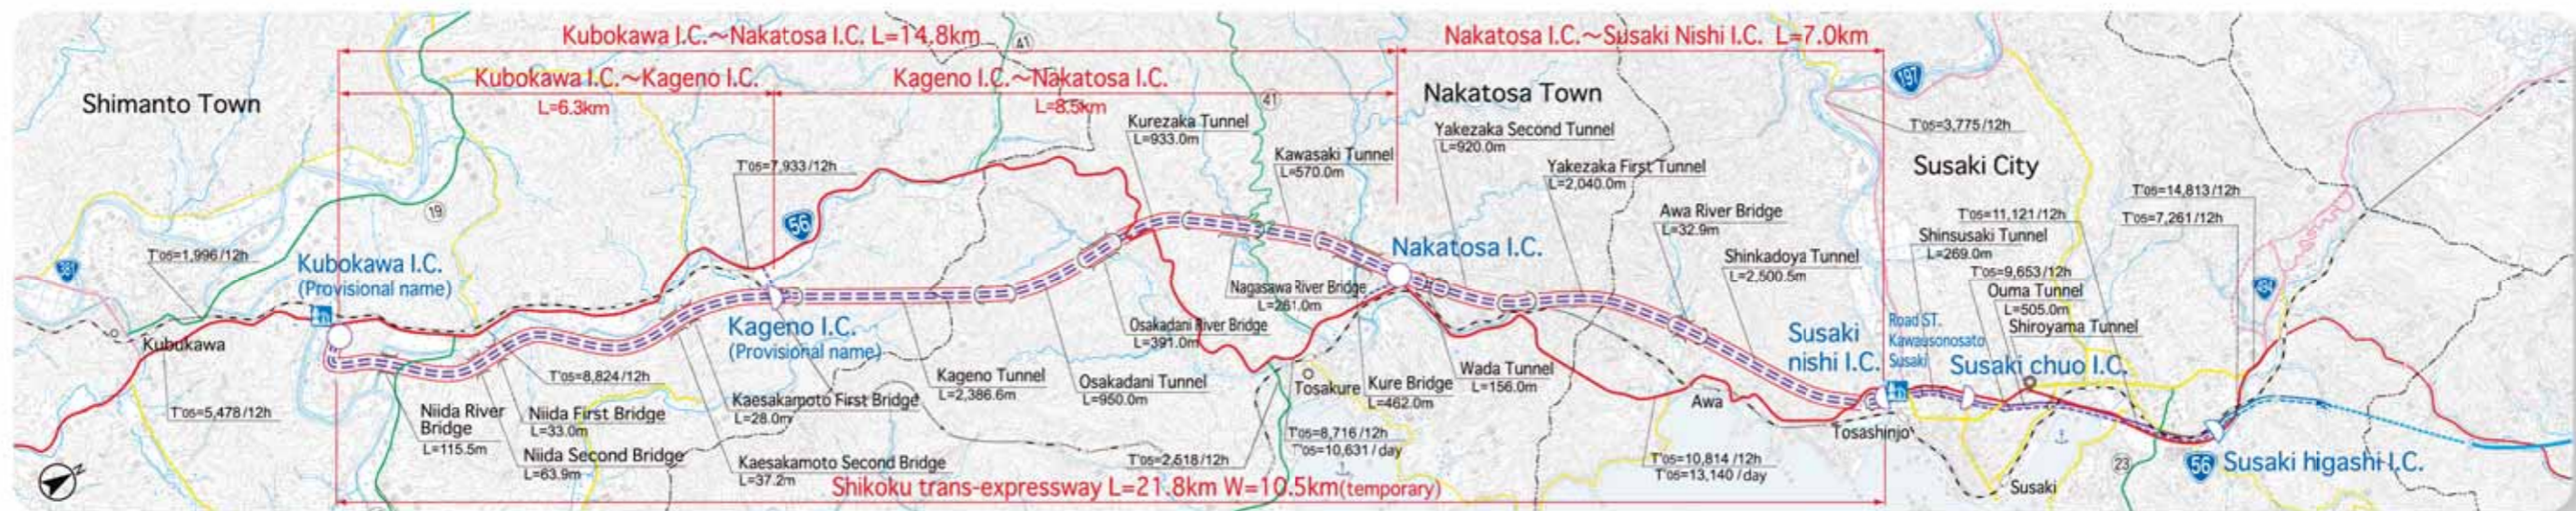 Kubokawa I.C.～Nakatosa I.C. L=14.8km
Nakatosa I.C.～Susaki Nishi I.C. L=7.0km
Kubokawa I.C.～Kageno I.C.
L=6.3km
Kageno I.C.～Nakatosa I.C.
L=8.5km
41
41
197
Shimanto Town
Nakatosa Town
Susaki City
Kurezaka Tunnel
L=933.0m
Kawasaki Tunnel
L=570.0m
Yakezaka Second Tunnel
L=920.0m
Yakezaka First Tunnel
L=2,040.0m
T'05=3,775/12h
T'05=7,933/12h
T'05=14,813/12h
T'05=7,261/12h
19
56
Awa River Bridge
L=32.9m
Shinkadoya Tunnel
L=2,500.5m
T'05=11,121/12h
Shinsusaki Tunnel
L=269.0m
T'05=9,653/12h
Ouma Tunnel
L=505.0m
Shiroyama Tunnel
381
T'05=1,996/12h
Kubokawa I.C.
(Provisional name)
Nakatosa I.C.
494
Nagasawa River Bridge
L=261.0m
Osakadani River Bridge
L=391.0m
Kageno I.C.
(Provisional name)
Susaki
nishi I.C.
Road ST.
Kawausonosato
Susaki
Susaki chuo I.C.
Kubukawa
T'05=5,478/12h
T'05=8,824/12h
Niida River
Bridge
L=115.5m
Niida First Bridge
L=33.0m
Niida Second Bridge
L=63.9m
Kaesakamoto First Bridge
L=28.0m
Kaesakamoto Second Bridge
L=37.2m
Kageno Tunnel
L=2,386.6m
Osakadani Tunnel
L=950.0m
Tosakure
Kure Bridge
L=462.0m
Wada Tunnel
L=156.0m
Awa
Tosashinjo
T'05=2,518/12h
T'05=8,716/12h
T'05=10,631/day
T'05=10,814/12h
T'05=13,140/day
Susaki
23
56
Susaki higashi I.C.
N
Shikoku trans-expressway L=21.8km W=10.5km(temporary)